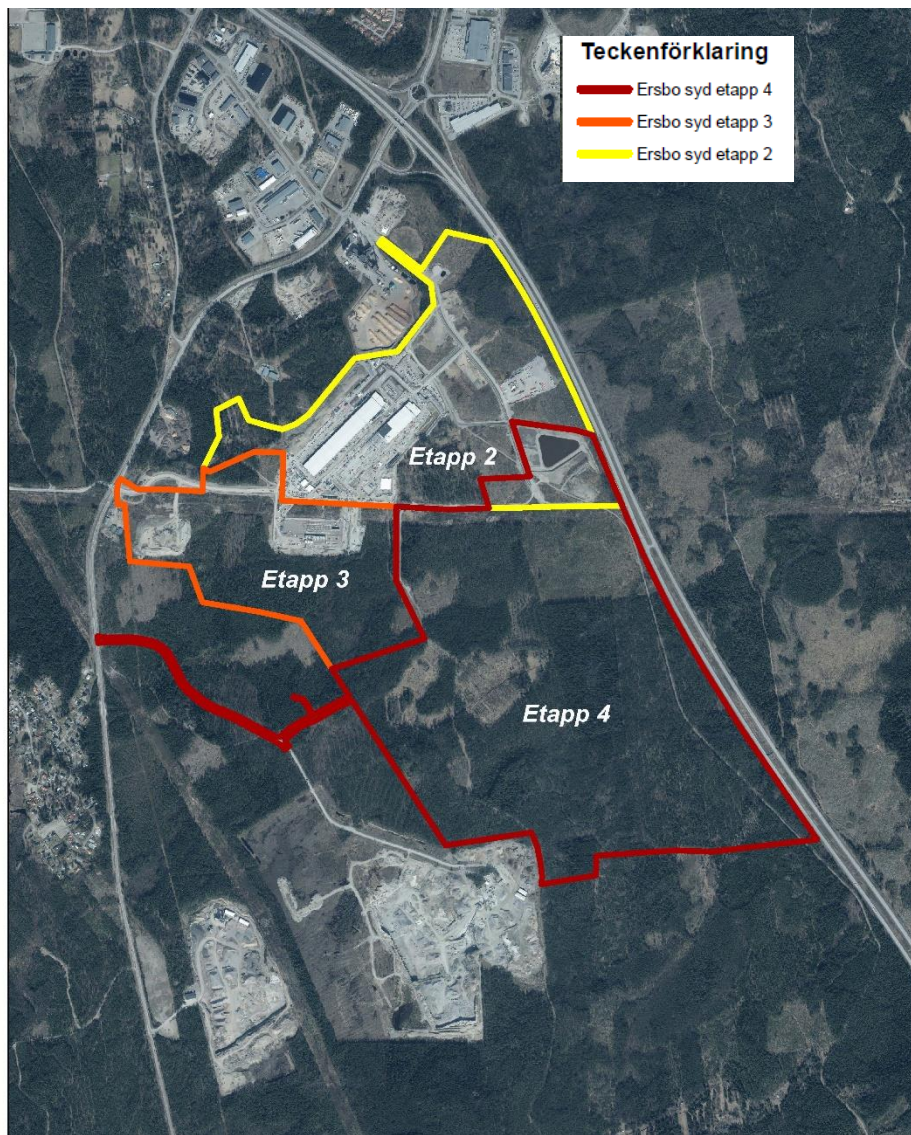 Teckenförklaring
Ersbo syd etapp 4
Ersbo syd etapp 3
Ersbo syd etapp 2
Etapp 2
Etapp 3
Etapp 4